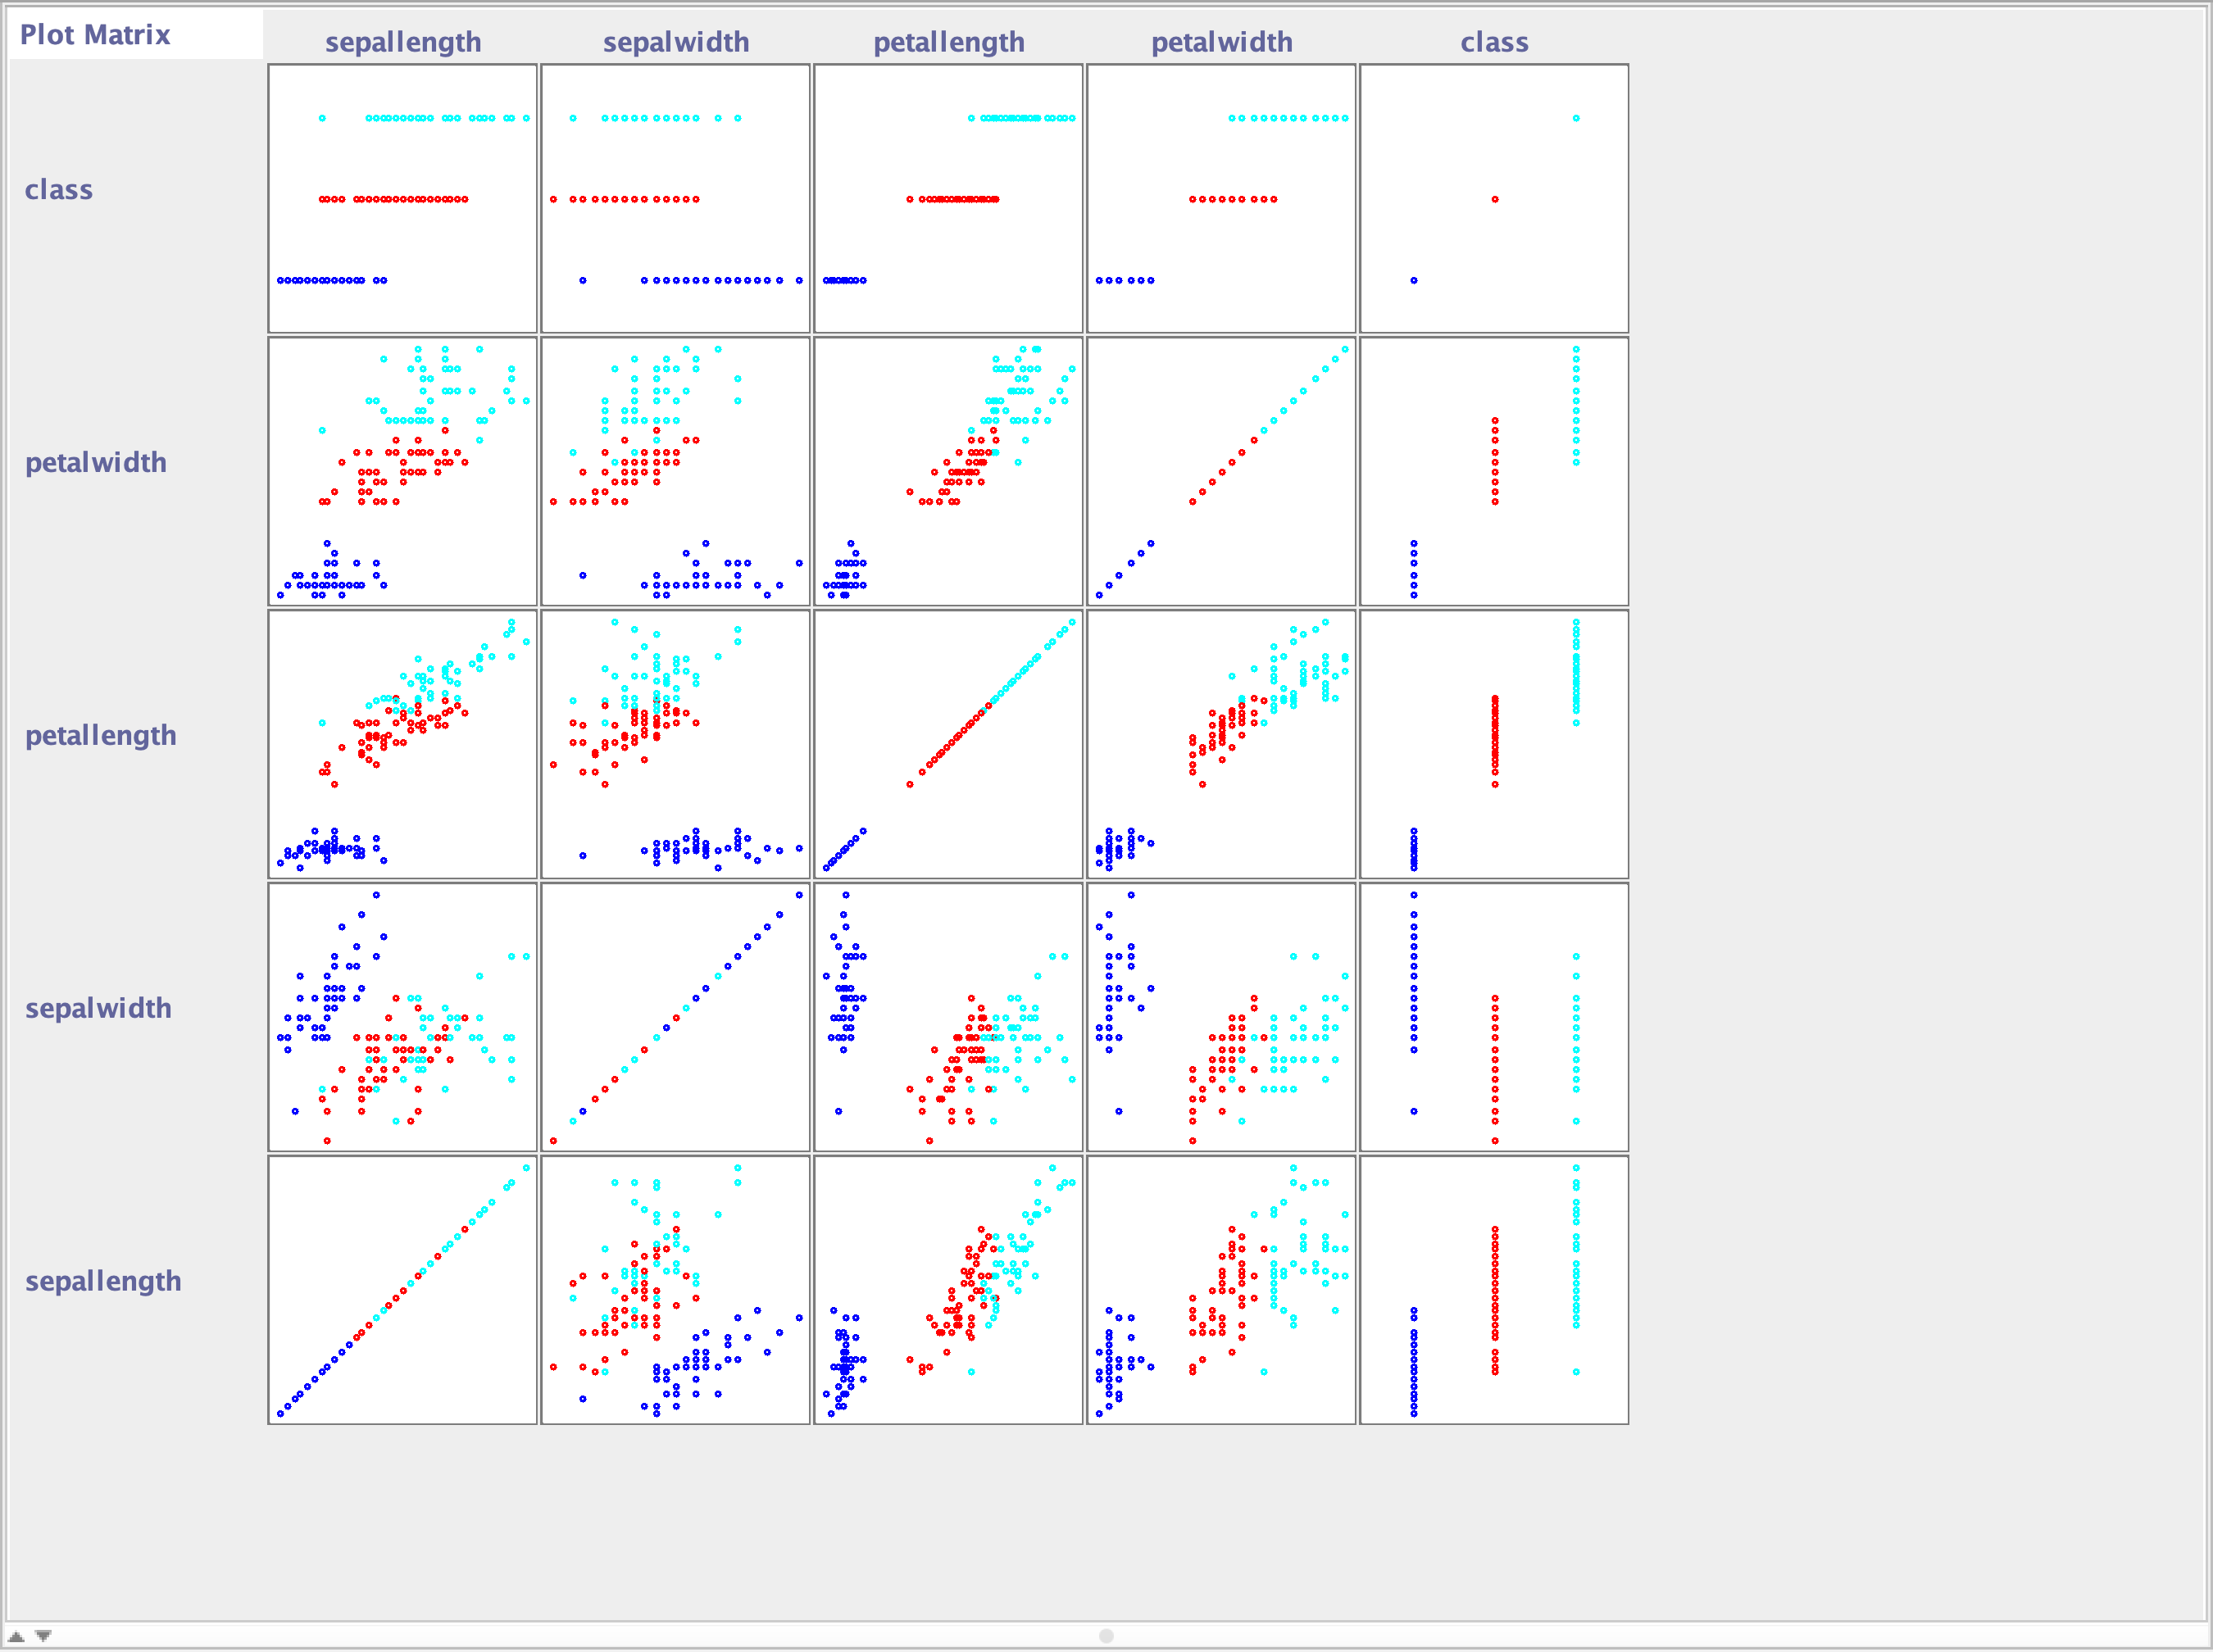 Plot Matrix
sepallength sepalwidth petallength petalwidth class
class
petalwidth
petallength
sepalwidth
sepallength